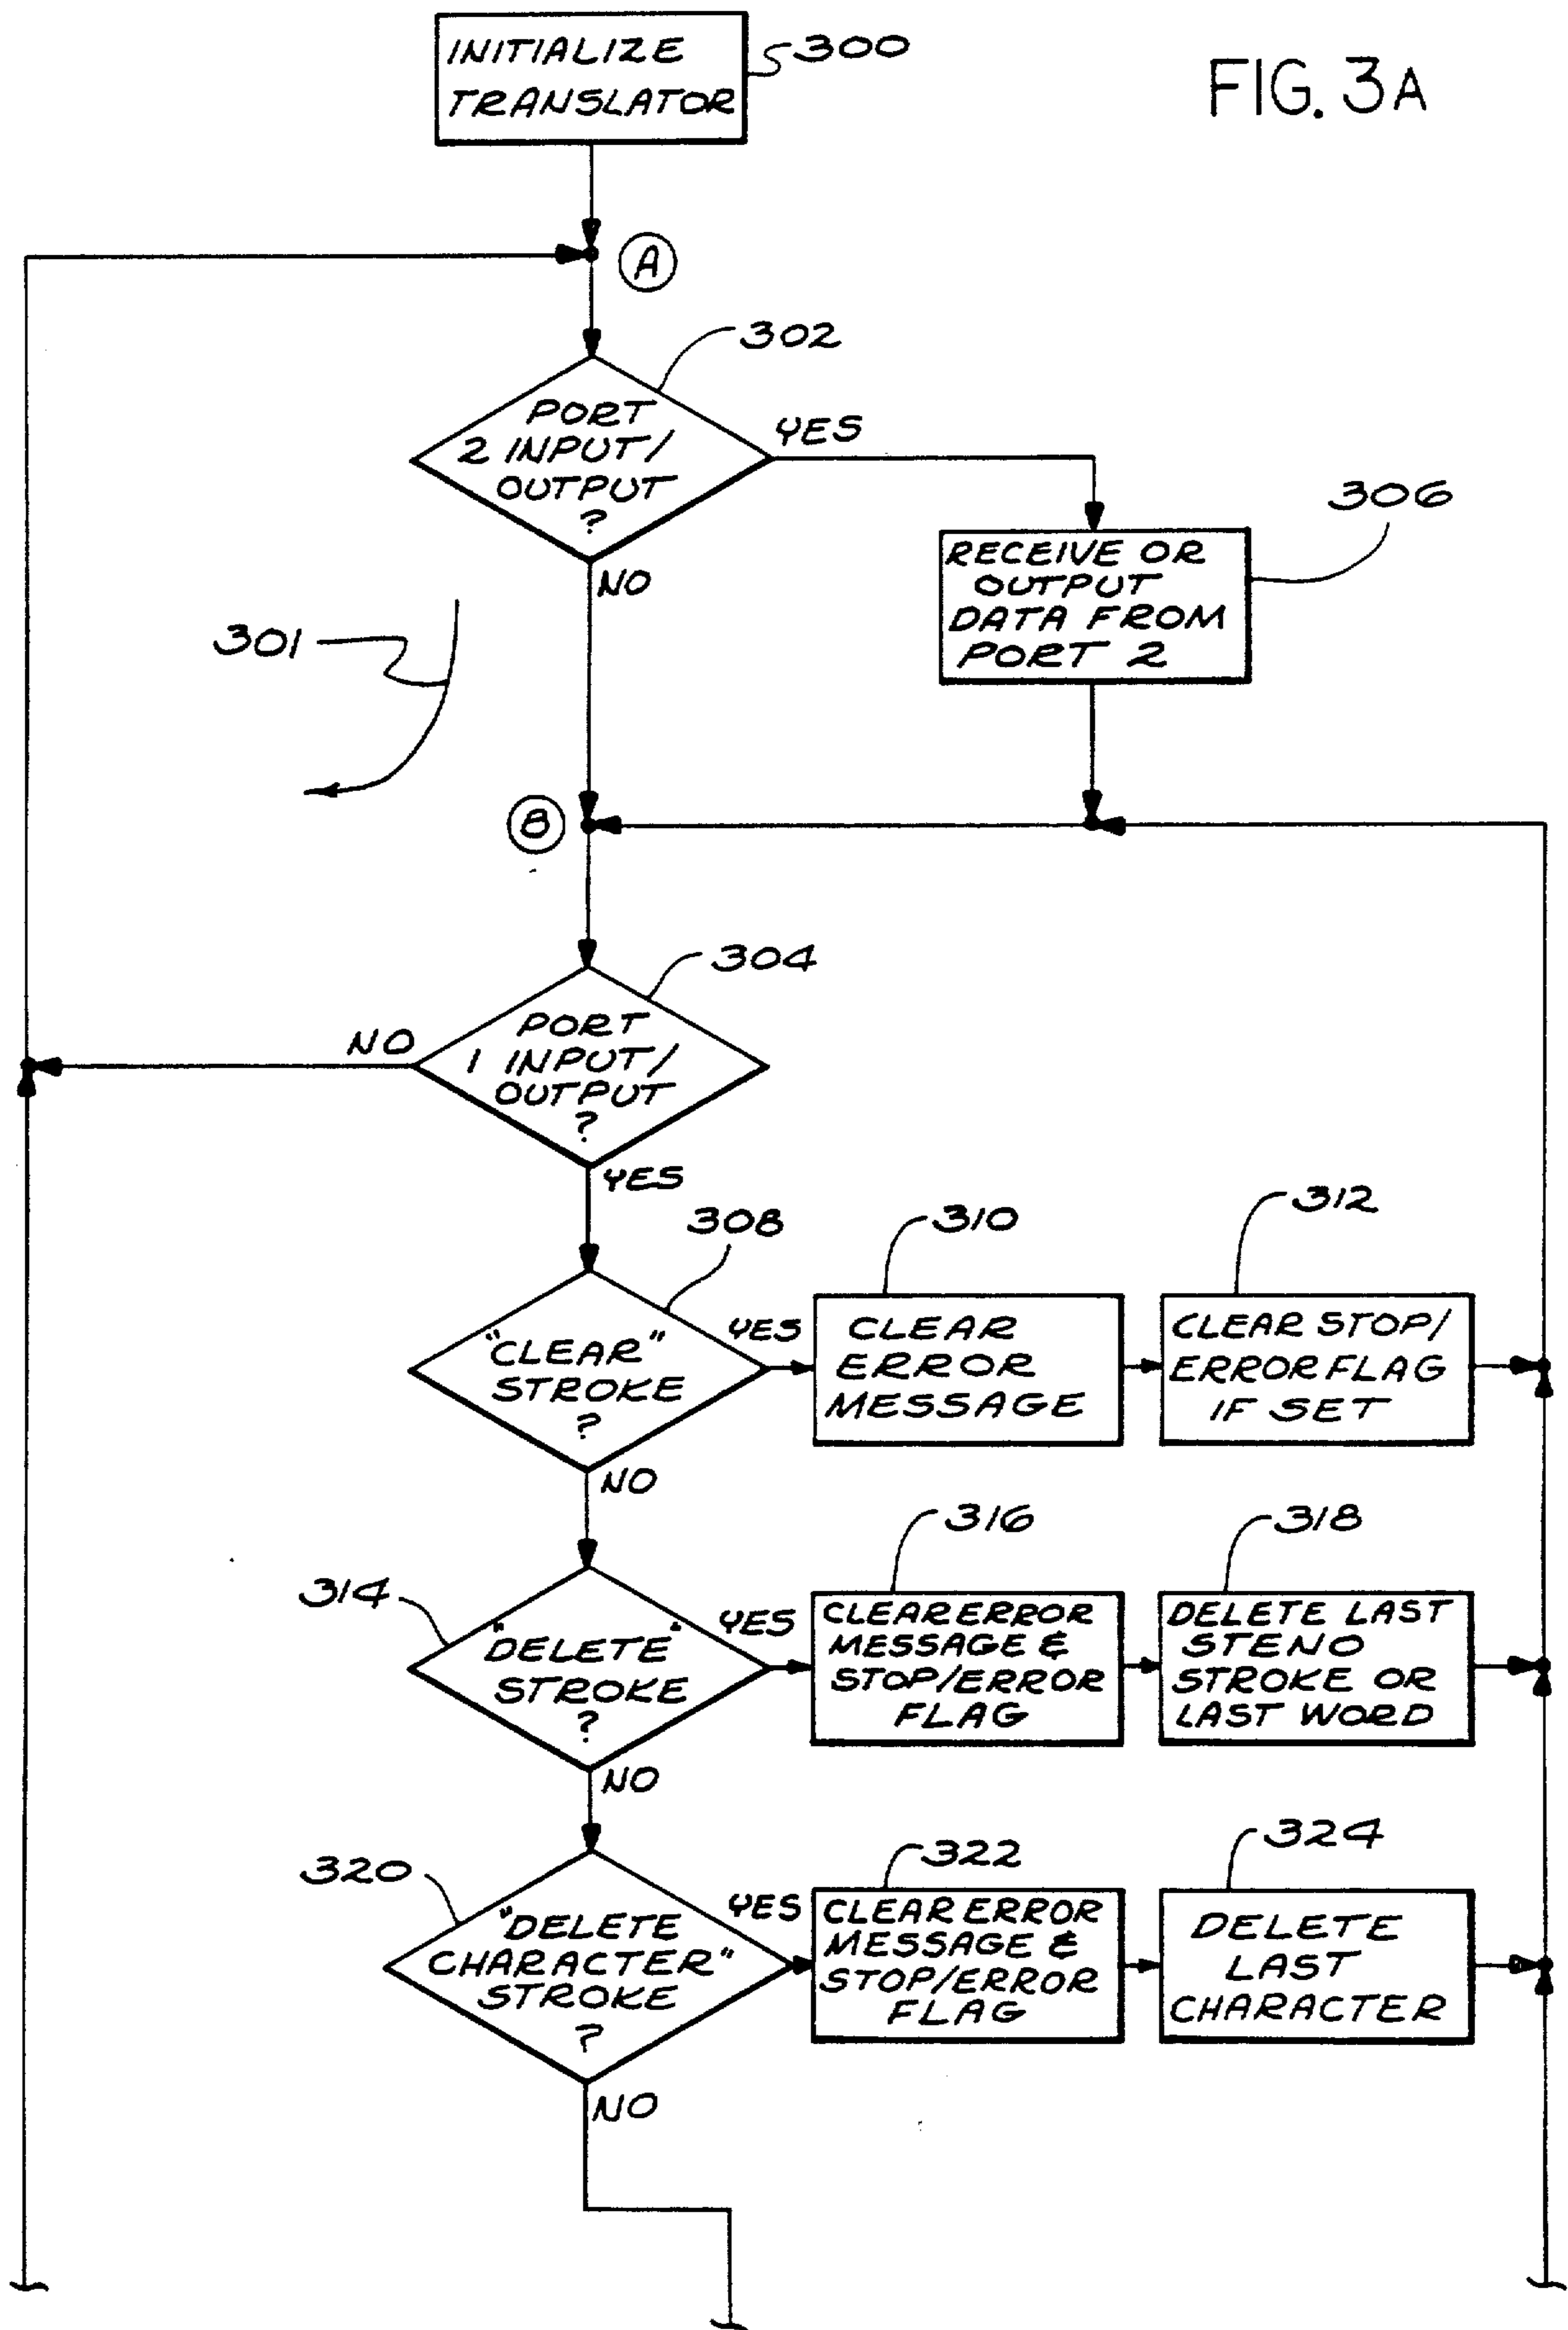 INITIALIZE
TRANSLATOR
300
FIG. 3A
A
302
PORT
2 INPUT/
OUTPUT
?
YES
NO
306
RECEIVE OR
OUTPUT
DATA FROM
PORT 2
301
B
304
PORT
1 INPUT/
OUTPUT
?
NO
YES
308
"CLEAR"
STROKE
?
YES
NO
310
CLEAR
ERROR
MESSAGE
312
CLEAR STOP/
ERROR FLAG
IF SET
314
"DELETE"
STROKE
?
YES
NO
316
CLEAR ERROR
MESSAGE &
STOP/ERROR
FLAG
318
DELETE LAST
STENO
STROKE OR
LAST WORD
320
"DELETE
CHARACTER"
STROKE
?
YES
NO
322
CLEAR ERROR
MESSAGE &
STOP/ERROR
FLAG
324
DELETE
LAST
CHARACTER